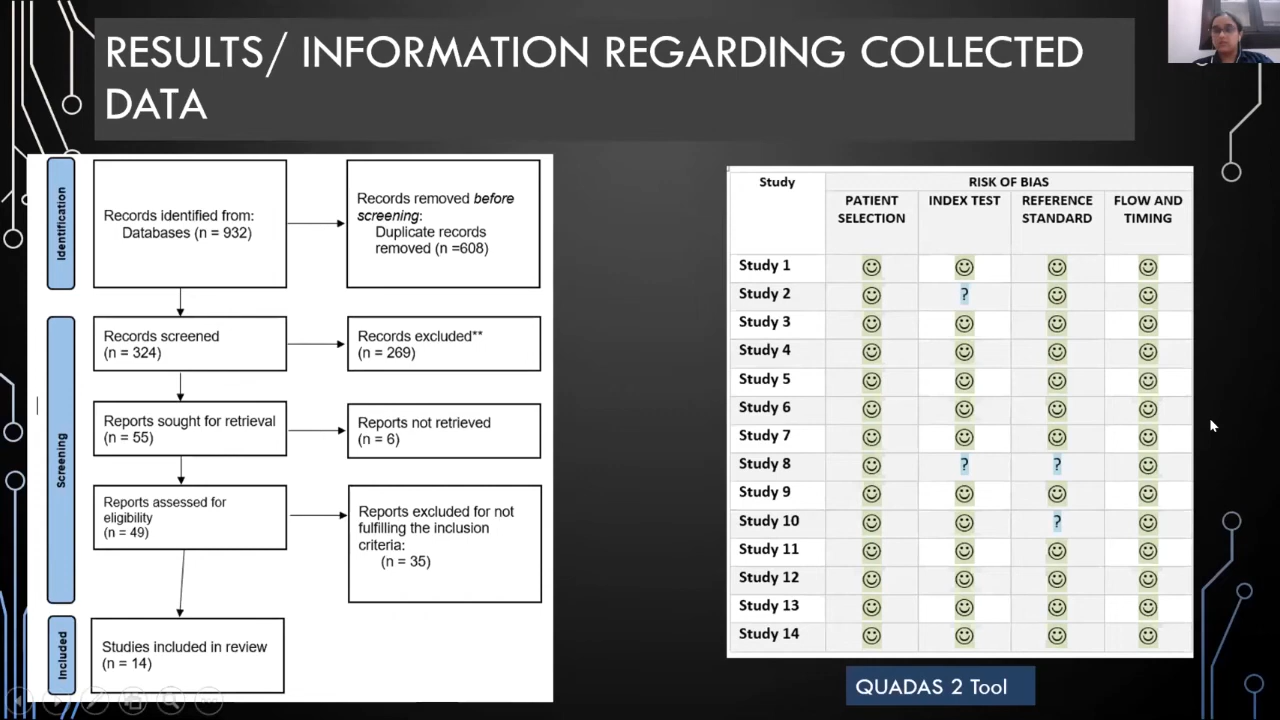 RESULTS/ INFORMATION REGARDING COLLECTED
DATA
Identification
Records identified from:
Databases (n = 932)
Records removed before
screening:
Duplicate records
removed (n =608)
Screening
Records screened
(n = 324)
Records excluded**
(n = 269)
Reports sought for retrieval
(n = 55)
Reports not retrieved
(n = 6)
Reports assessed for
eligibility
(n = 49)
Reports excluded for not
fulfilling the inclusion
criteria:
(n = 35)
Included
Studies included in review
(n = 14)
Study RISK OF BIAS
PATIENT SELECTION INDEX TEST REFERENCE STANDARD FLOW AND TIMING
Study 1 ☺ ☺ ☺ ☺
Study 2 ☺ ? ☺ ☺
Study 3 ☺ ☺ ☺ ☺
Study 4 ☺ ☺ ☺ ☺
Study 5 ☺ ☺ ☺ ☺
Study 6 ☺ ☺ ☺ ☺
Study 7 ☺ ☺ ☺ ☺
Study 8 ☺ ? ? ☺
Study 9 ☺ ☺ ☺ ☺
Study 10 ☺ ☺ ? ☺
Study 11 ☺ ☺ ☺ ☺
Study 12 ☺ ☺ ☺ ☺
Study 13 ☺ ☺ ☺ ☺
Study 14 ☺ ☺ ☺ ☺
QUADAS 2 Tool